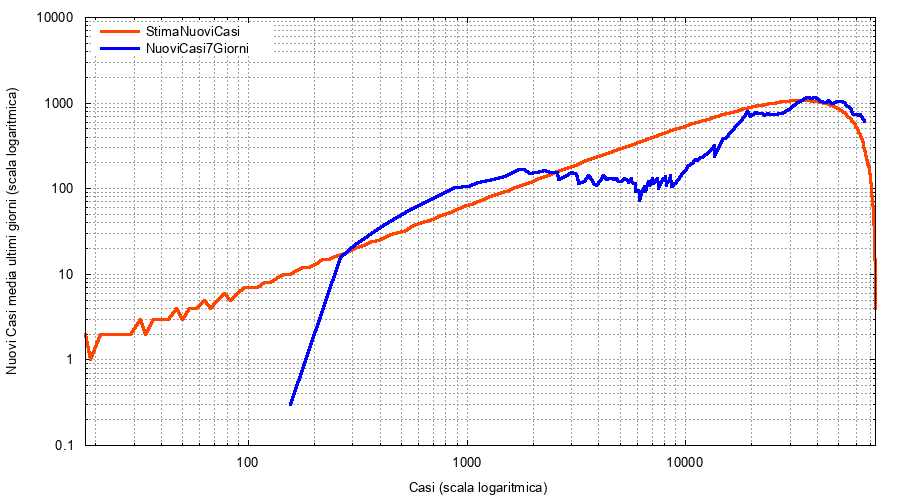 10000
StimaNuoviCasi
NuoviCasi7Giorni
1000
100
10
1
0.1
Nuovi Casi media ultimi giorni (scala logaritmica)
100
1000
10000
Casi (scala logaritmica)